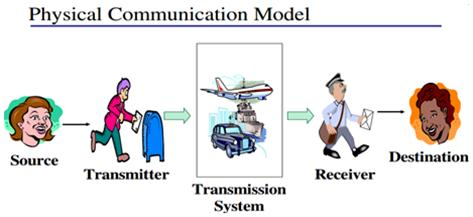 Physical Communication Model
Source
Transmitter
Transmission
System
Receiver
Destination